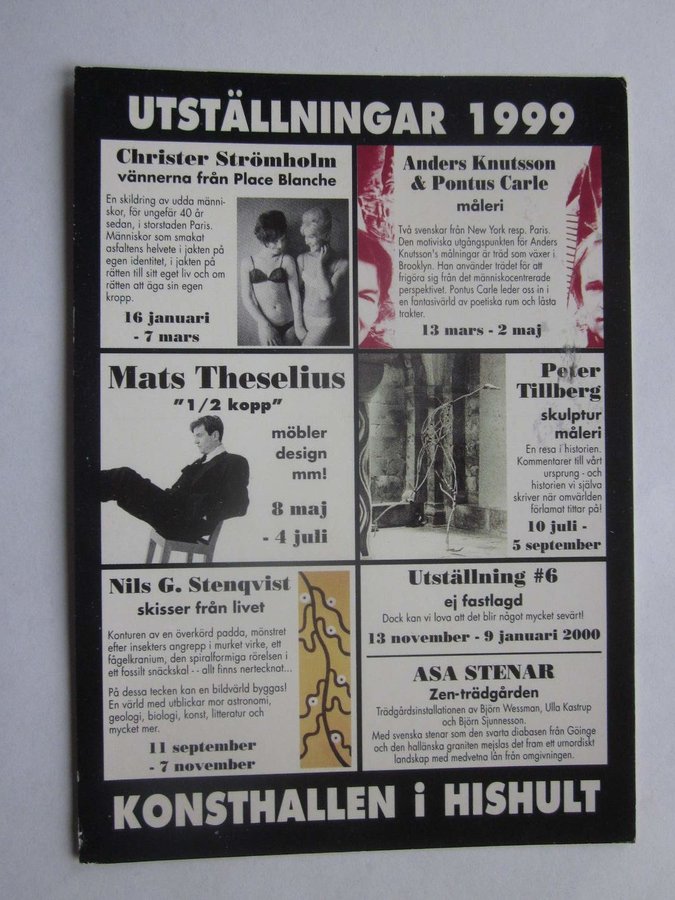 UTSTÄLLNINGAR 1999
Christer Strömholm
vännerna från Place Blanche
En skildring av udda männi-
skor, för ungefär 40 år
sedan, i storstaden Paris.
Människor som smakat
asfaltens helvete i jakten på
egen identitet, i jakten på
rätten till sitt eget liv och om
rätten att äga sin egen
kropp.
16 januari
- 7 mars
Anders Knutsson
& Pontus Carle
måleri
Två svenskar från New York resp. Paris.
Den motiviska utgångspunkten för Anders
Knutsson's målningar är träd som växer i
Brooklyn. Han använder trädet för att
frigöra sig från det människocentrerade
perspektivet. Pontus Carle leder oss in i
en fantasivärld av poetiska rum och låsta
trakter.
13 mars - 2 maj
Mats Theselius
"1/2 kopp"
möbler
design
mm!
8 maj
- 4 juli
Peter
Tillberg
skulptur
måleri
En resa i historien.
Kommentarer till vårt
ursprung - och
historien vi själva
skriver när omvärlden
förlamat tittar på!
10 juli -
5 september
Nils G. Stenqvist
skisser från livet
Konturen av en överkörd padda, mönstret
efter insekters angrepp i murket virke, ett
fågelkranium, den spiralformiga rörelsen i
ett fossilt snäckskal -- allt finns nertecknat...
På dessa tecken kan en bildvärld byggas!
En värld med utblickar mor astronomi,
geologi, biologi, konst, litteratur och
mycket mer.
11 september
- 7 november
Utställning #6
ej fastlagd
Dock kan vi lova att det blir något mycket sevärt!
13 november - 9 januari 2000
ASA STENAR
Zen-trädgården
Trädgårdsinstallationen av Björn Wessman, Ulla Kastrup
och Björn Sjunnesson.
Med svenska stenar som den svarta diabasen från Göinge
och den halländska graniten mejslas det fram ett urnordiskt
landskap med medvetna lån från omgivningen.
KONSTHALLEN i HISHULT